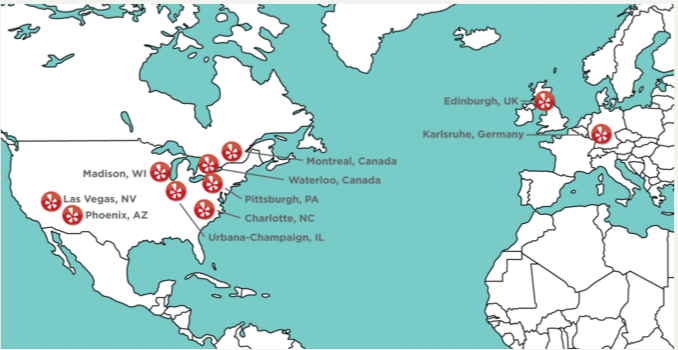 Edinburgh, UK
Karlsruhe, Germany
Montreal, Canada
Madison, WI
Waterloo, Canada
Las Vegas, NV
Pittsburgh, PA
Phoenix, AZ
Charlotte, NC
Urbana-Champaign, IL